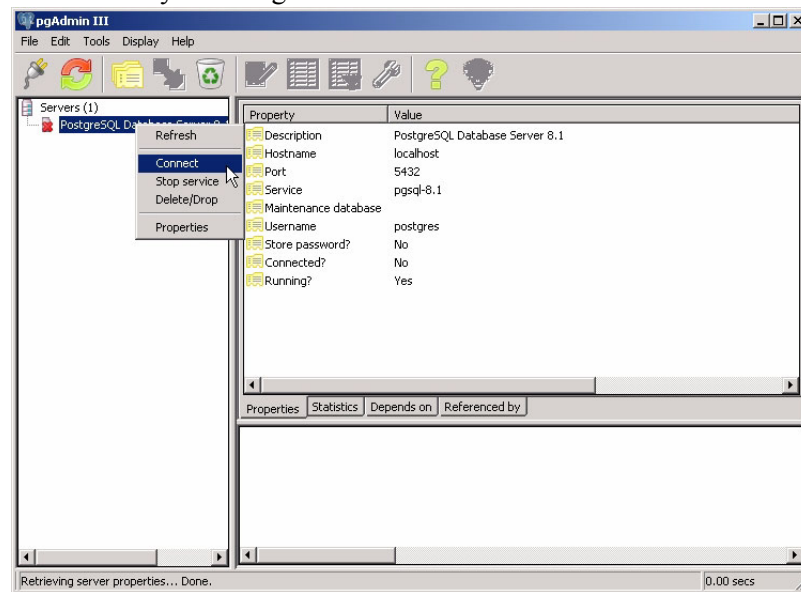 pgAdmin III
File Edit Tools Display Help
Servers (1)
PostgreSQL Database Server 8.1
Refresh
Connect
Stop service
Delete/Drop
Properties
Property Value
Description PostgreSQL Database Server 8.1
Hostname localhost
Port 5432
Service pgsql-8.1
Maintenance database
Username postgres
Store password? No
Connected? No
Running? Yes
Properties Statistics Depends on Referenced by
Retrieving server properties... Done. 0.00 secs